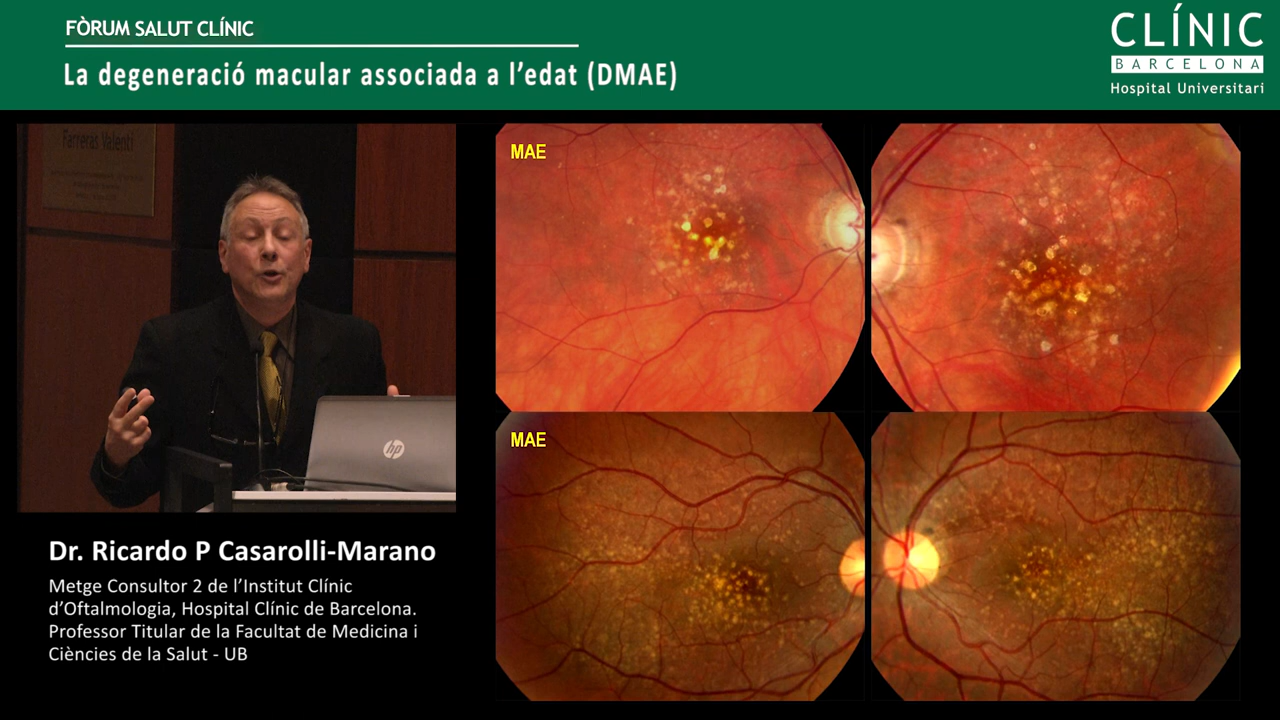 FÒRUM SALUT CLÍNIC
La degeneració macular associada a l’edat (DMAE)
CLÍNIC
BARCELONA
Hospital Universitari
Farreras Valentí
MAE
MAE
hp
Dr. Ricardo P Casarolli-Marano
Metge Consultor 2 de l’Institut Clínic
d’Oftalmologia, Hospital Clínic de Barcelona.
Professor Titular de la Facultat de Medicina i
Ciències de la Salut - UB